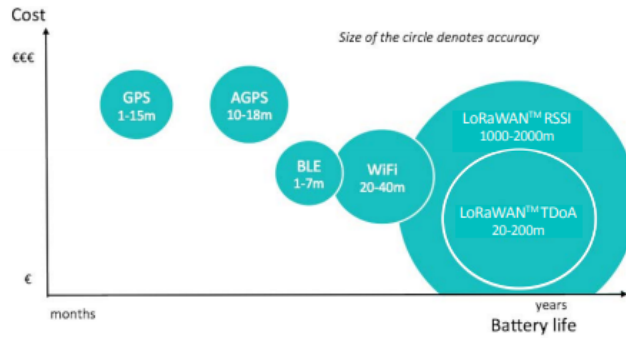 Cost
Size of the circle denotes accuracy
€€€
GPS
1-15m
AGPS
10-18m
LoRaWAN™ RSSI
1000-2000m
BLE
1-7m
WiFi
20-40m
LoRaWAN™ TDoA
20-200m
€
months
years
Battery life